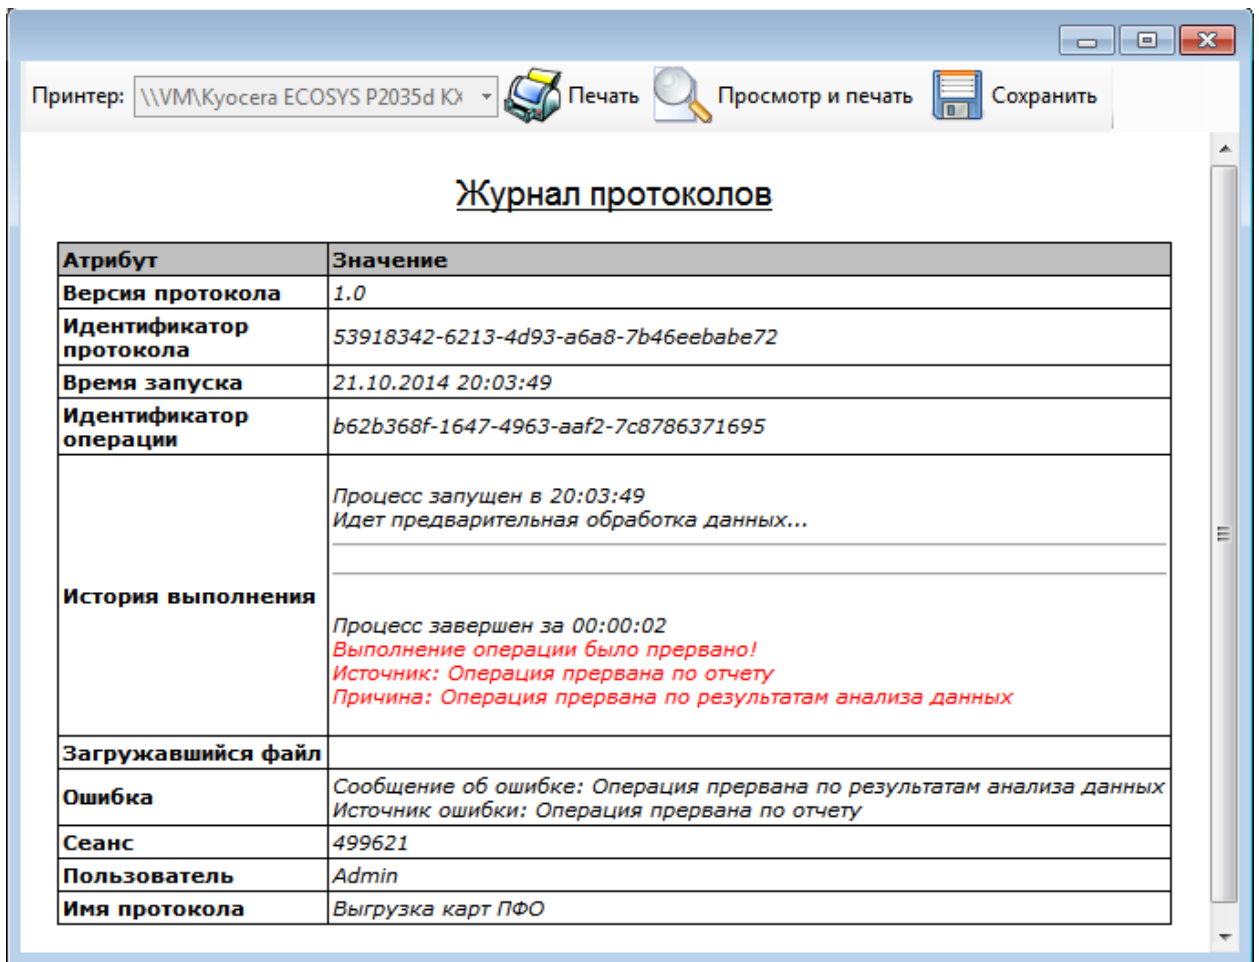 Принтер: \\VM\Kyocera ECOSYS P2035d KX Печать Просмотр и печать Сохранить
Журнал протоколов
Атрибут Значение
Версия протокола 1.0
Идентификатор
протокола
53918342-6213-4d93-a6a8-7b46eebabe72
Время запуска 21.10.2014 20:03:49
Идентификатор
операции
b62b368f-1647-4963-aaf2-7c8786371695
История выполнения
Процесс запущен в 20:03:49
Идет предварительная обработка данных...
Процесс завершен за 00:00:02
Выполнение операции было прервано!
Источник: Операция прервана по отчету
Причина: Операция прервана по результатам анализа данных
Загружавшийся файл
Ошибка
Сообщение об ошибке: Операция прервана по результатам анализа данных
Источник ошибки: Операция прервана по отчету
Сеанс 499621
Пользователь Admin
Имя протокола Выгрузка карт ПФО